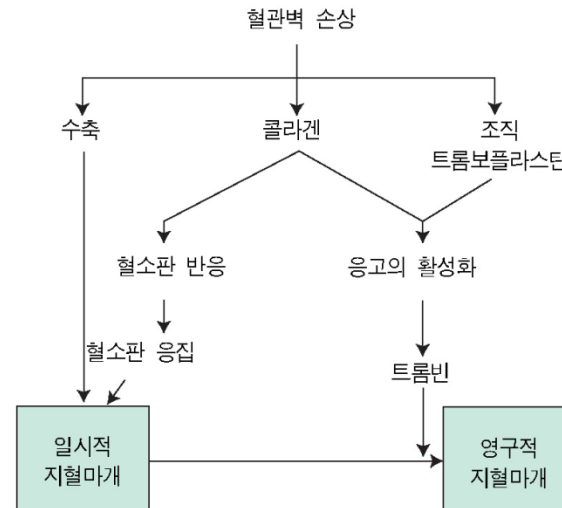 혈관벽 손상
수축
콜라겐
조직
트롬보플라스틴
혈소판 반응
응고의 활성화
혈소판 응집
트롬빈
일시적
지혈마개
영구적
지혈마개